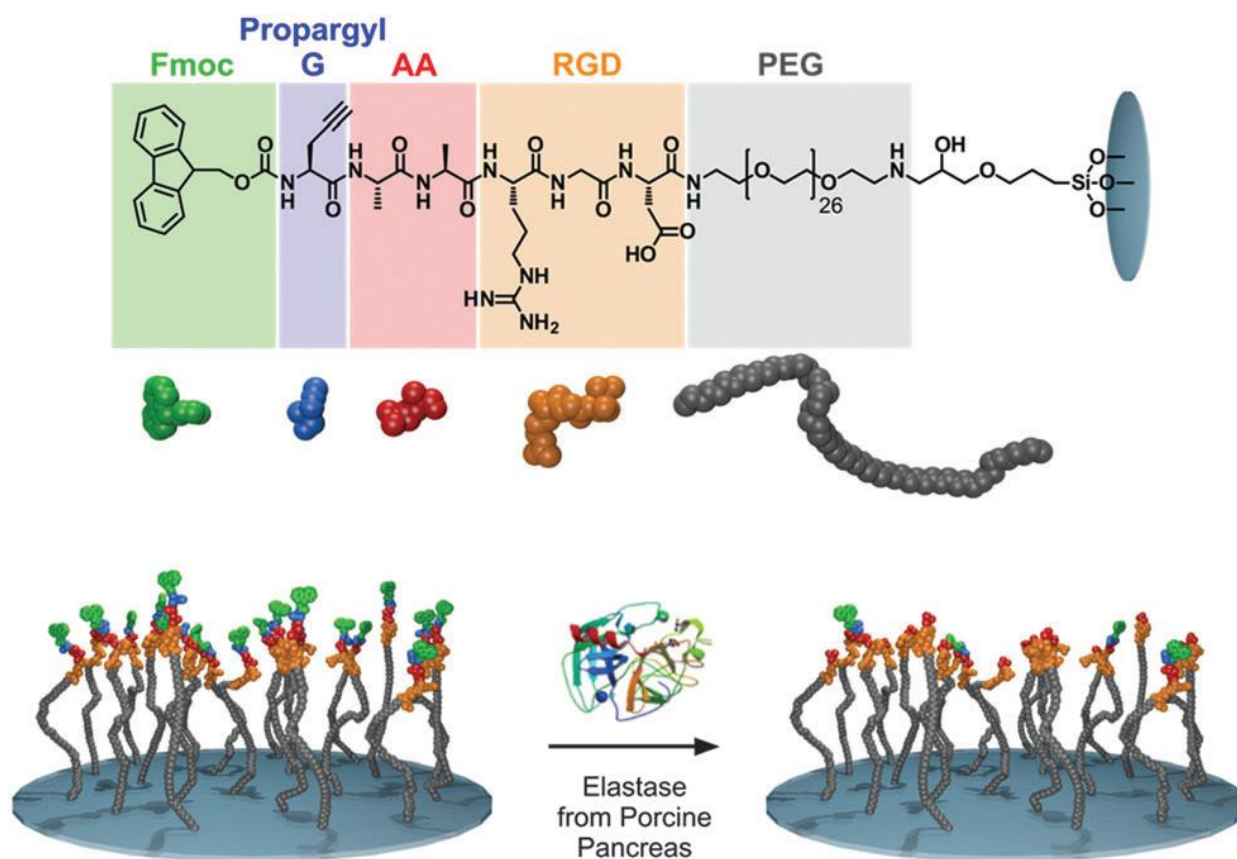 Propargyl
Fmoc G AA RGD PEG
O
O
N
H
O
H
N
O
N
H
O
H
N
O
N
H
O
H
N
O
N
H
O
O
26
H
N
OH
O
Si
O
O
O
HO
O
NH
HN
NH2
Elastase
from Porcine
Pancreas